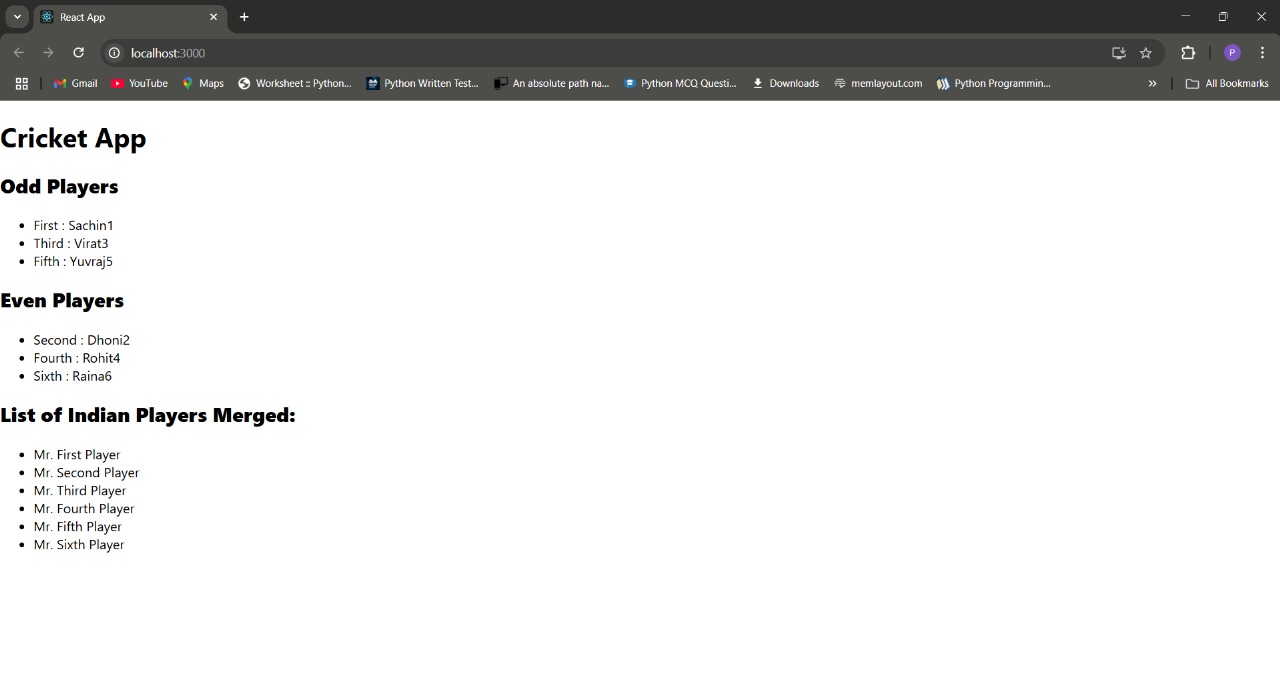 React App
localhost:3000
Gmail YouTube Maps Worksheet :: Python... Python Written Test... An absolute path na... Python MCQ Questi... Downloads memlayout.com Python Programmin... All Bookmarks
P
Cricket App
Odd Players
First : Sachin1
Third : Virat3
Fifth : Yuvraj5
Even Players
Second : Dhoni2
Fourth : Rohit4
Sixth : Raina6
List of Indian Players Merged:
Mr. First Player
Mr. Second Player
Mr. Third Player
Mr. Fourth Player
Mr. Fifth Player
Mr. Sixth Player